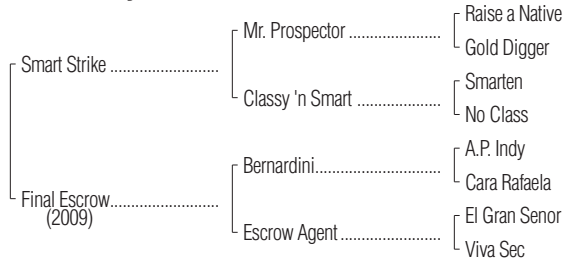 Raise a Native
Mr. Prospector ....................
Gold Digger
Smart Strike ........................
Smarten
Classy 'n Smart ..................
No Class
A.P. Indy
Bernardini............................
Cara Rafaela
Final Escrow........................
(2009)
El Gran Senor
Escrow Agent ......................
Viva Sec